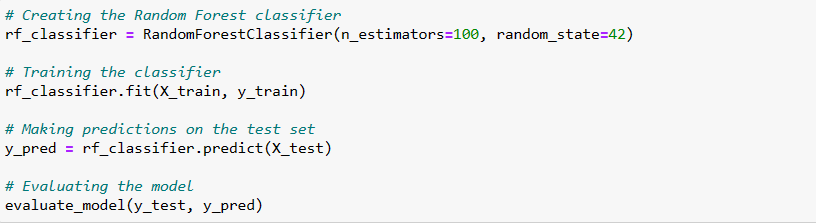 # Creating the Random Forest classifier
rf_classifier = RandomForestClassifier(n_estimators=100, random_state=42)
# Training the classifier
rf_classifier.fit(X_train, y_train)
# Making predictions on the test set
y_pred = rf_classifier.predict(X_test)
# Evaluating the model
evaluate_model(y_test, y_pred)